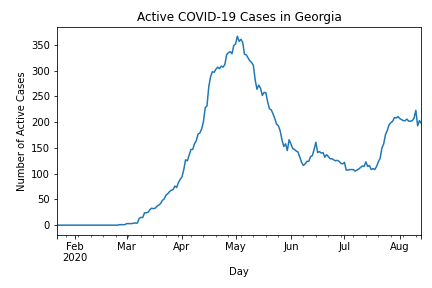 Active COVID-19 Cases in Georgia
Number of Active Cases
350
300
250
200
150
100
50
0
Feb
2020
Mar
Apr
May
Jun
Jul
Aug
Day